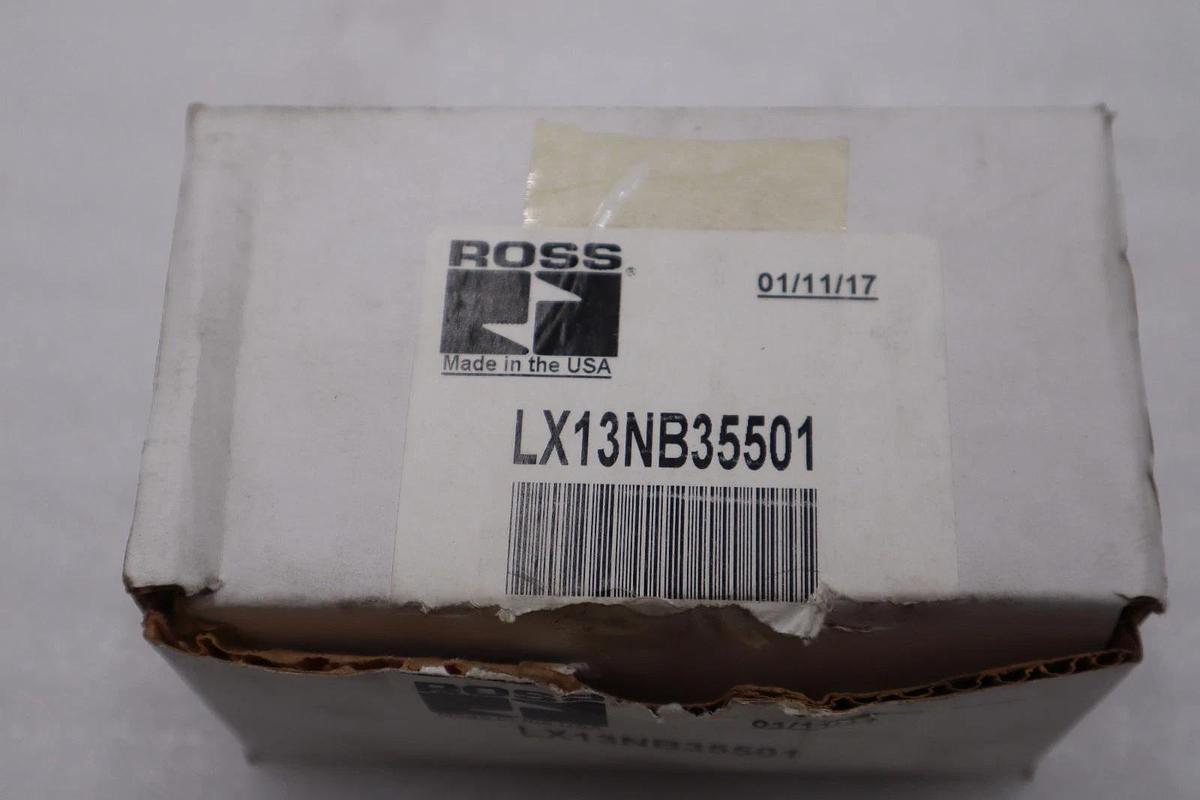 ROSS®
01/11/17
Made in the USA
LX13NB35501
ROSS
LX13NB35501